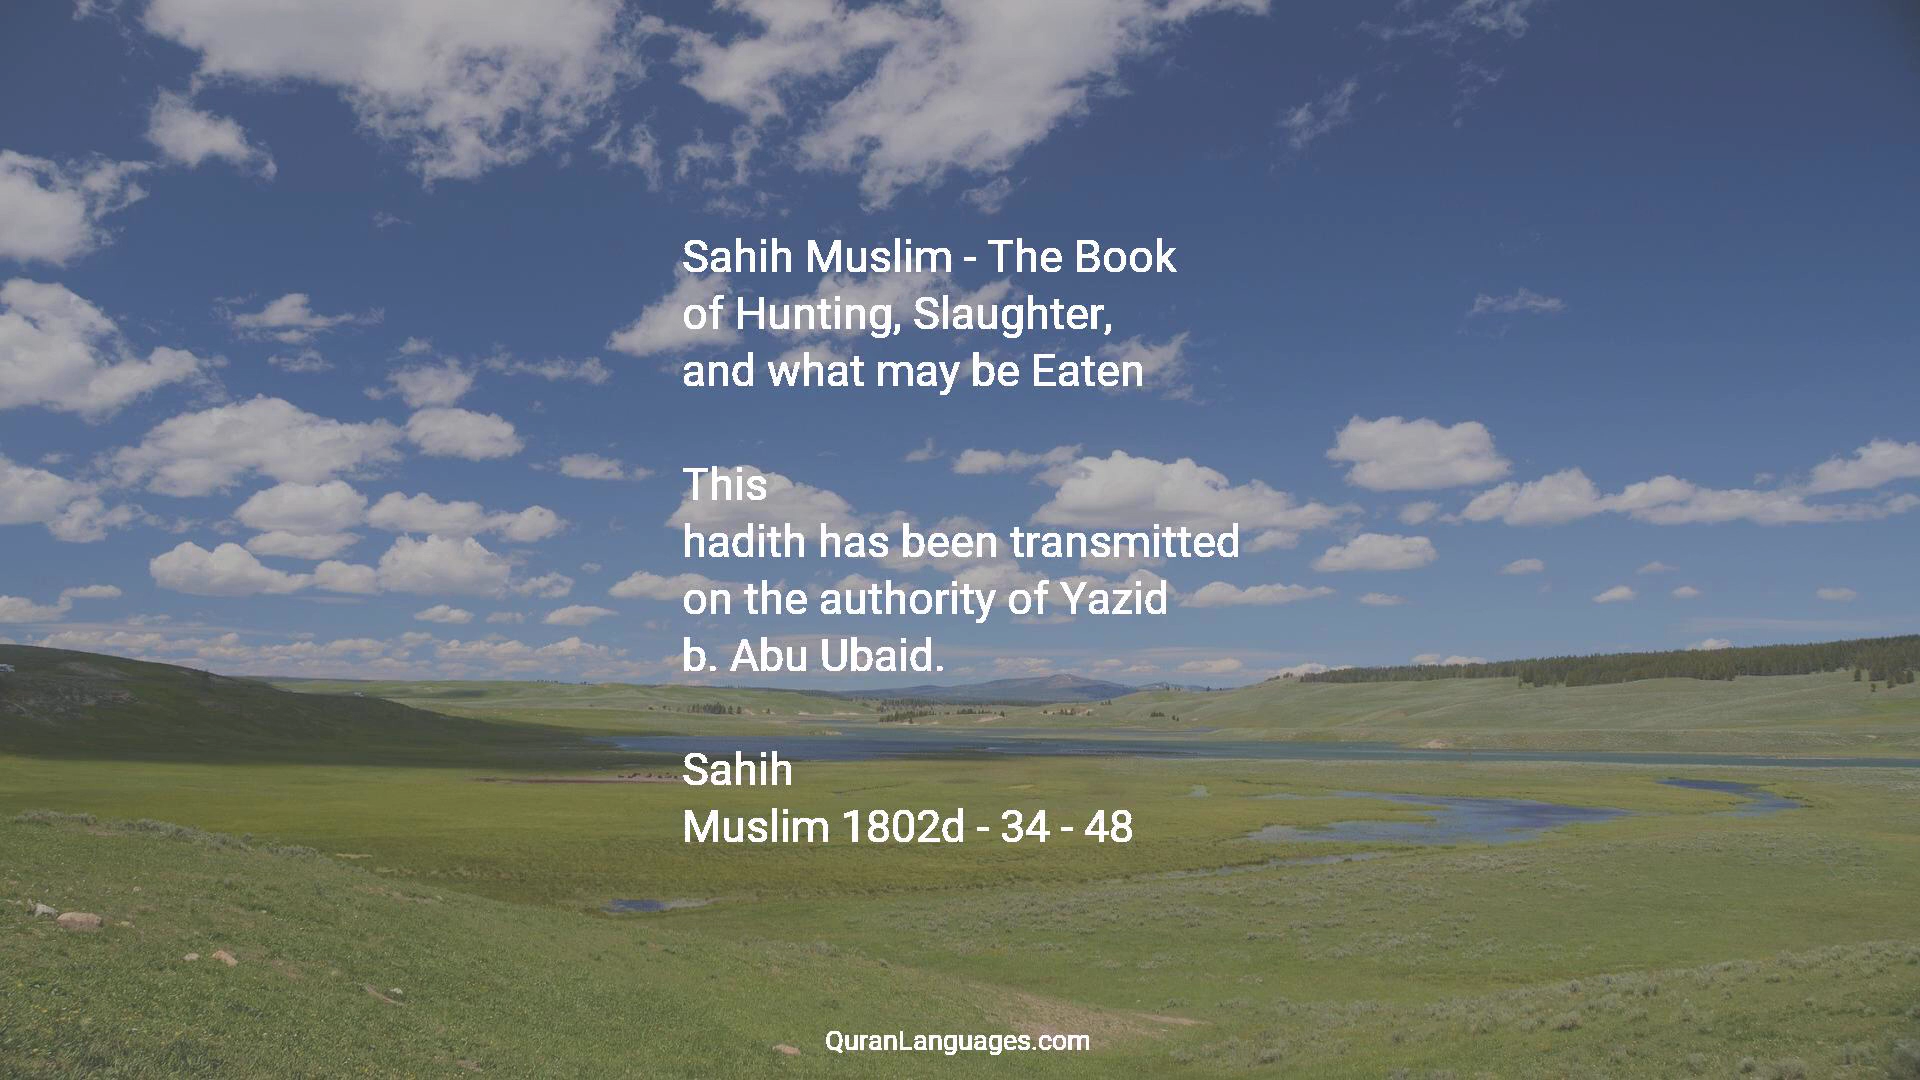 Sahih Muslim - The Book
of Hunting, Slaughter,
and what may be Eaten
This
hadith has been transmitted
on the authority of Yazid
b. Abu Ubaid.
Sahih
Muslim 1802d - 34 - 48
QuranLanguages.com